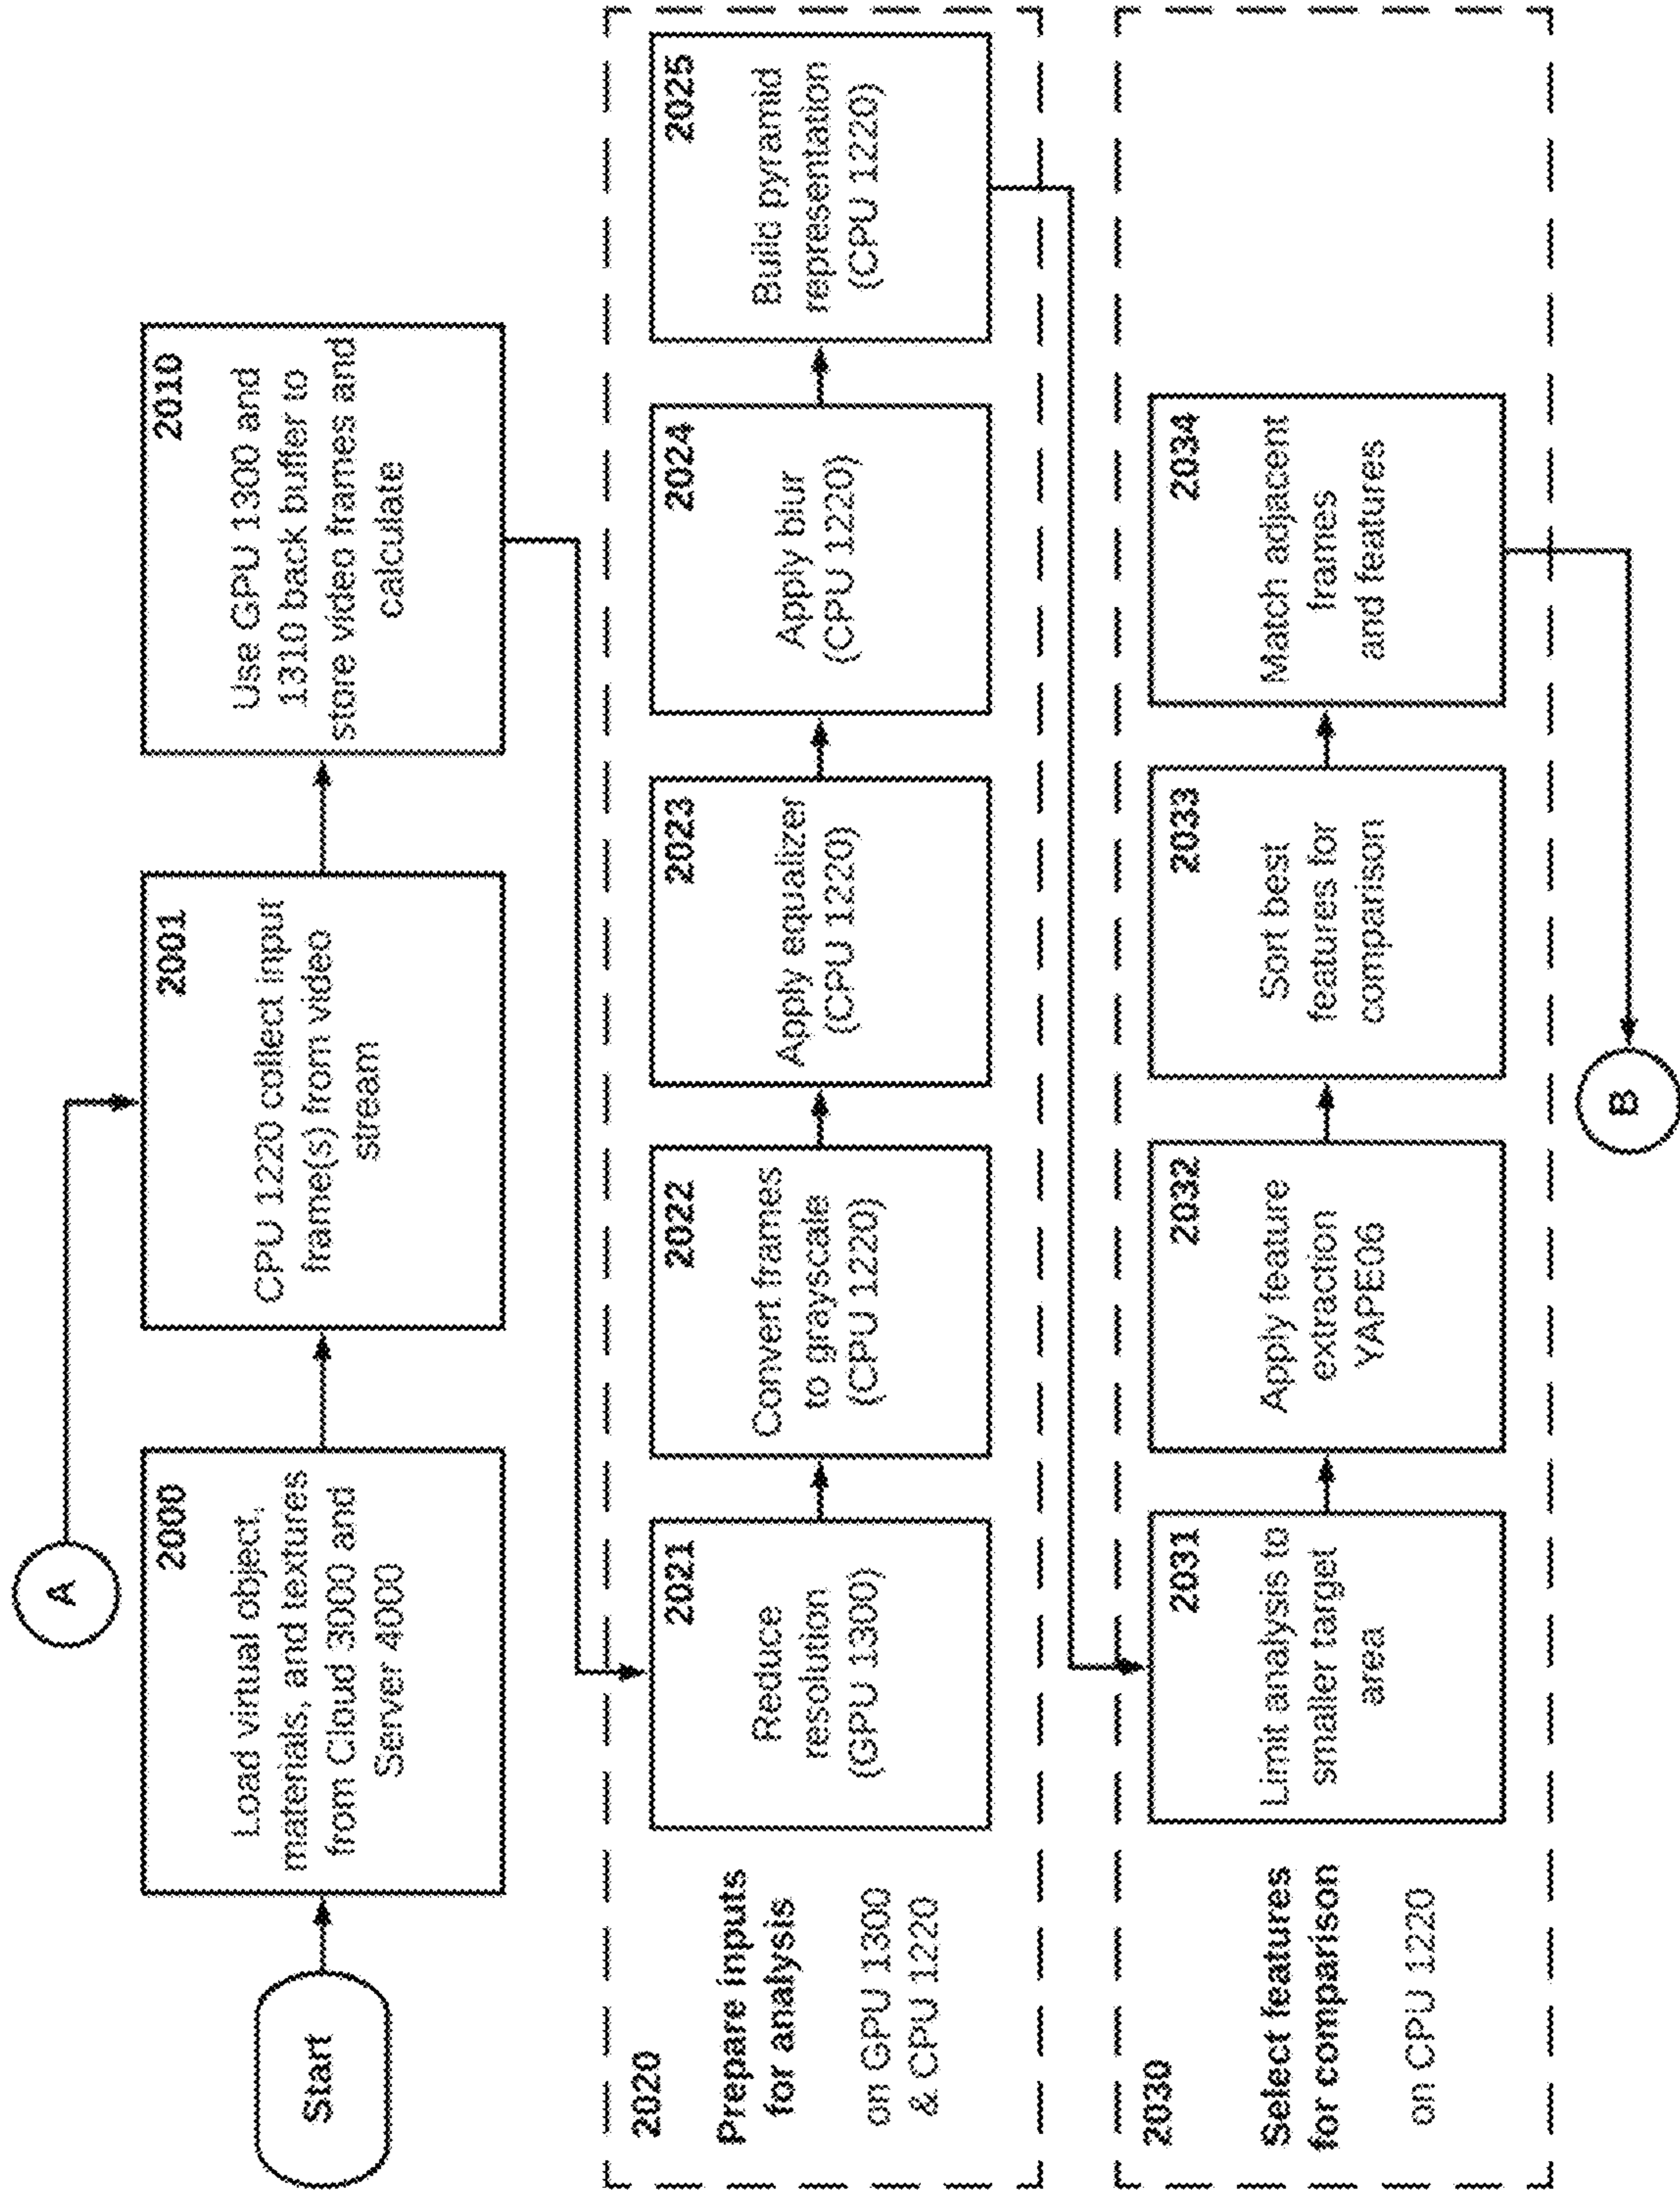 A
Start
2000
Load virtual object,
materials, and textures
from Cloud 3000 and
Server 4000
2001
CPU 1220 collect input
frame(s) from video
stream
2010
Use GPU 1300 and
1310 back buffer to
store video frames and
calculate
2020
Prepare inputs
for analysis
on GPU 1300
& CPU 1220
2021
Reduce
resolution
(GPU 1300)
2022
Convert frames
to grayscale
(CPU 1220)
2023
Apply equalizer
(CPU 1220)
2024
Apply blur
(CPU 1220)
2025
Build pyramid
representation
(CPU 1220)
2030
Select features
for comparison
on CPU 1220
2031
Limit analysis to
smaller target
area
2032
Apply feature
extraction
YAPE06
2033
Sort best
features for
comparison
2034
Match adjacent
frames
and features
B